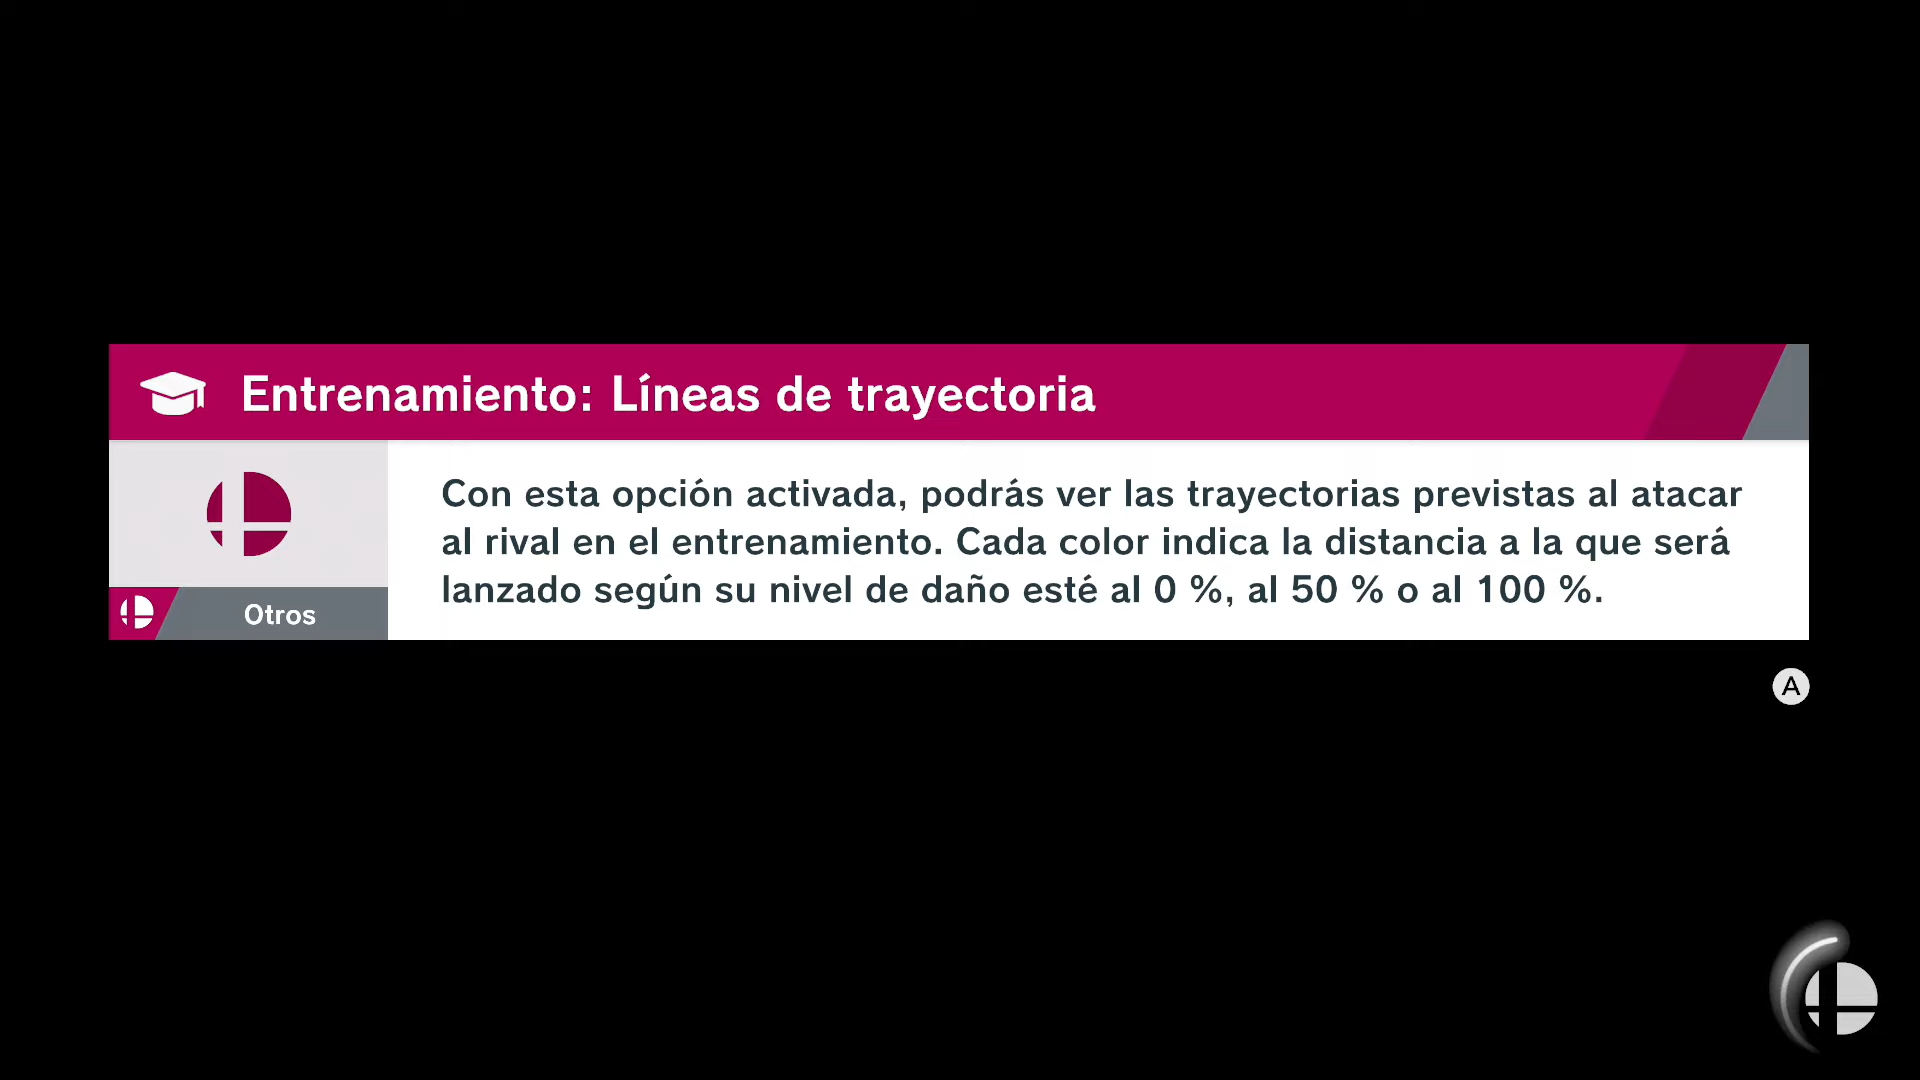 Entrenamiento: Líneas de trayectoria
Con esta opción activada, podrás ver las trayectorias previstas al atacar
al rival en el entrenamiento. Cada color indica la distancia a la que será
lanzado según su nivel de daño esté al 0 %, al 50 % o al 100 %.
Otros
A